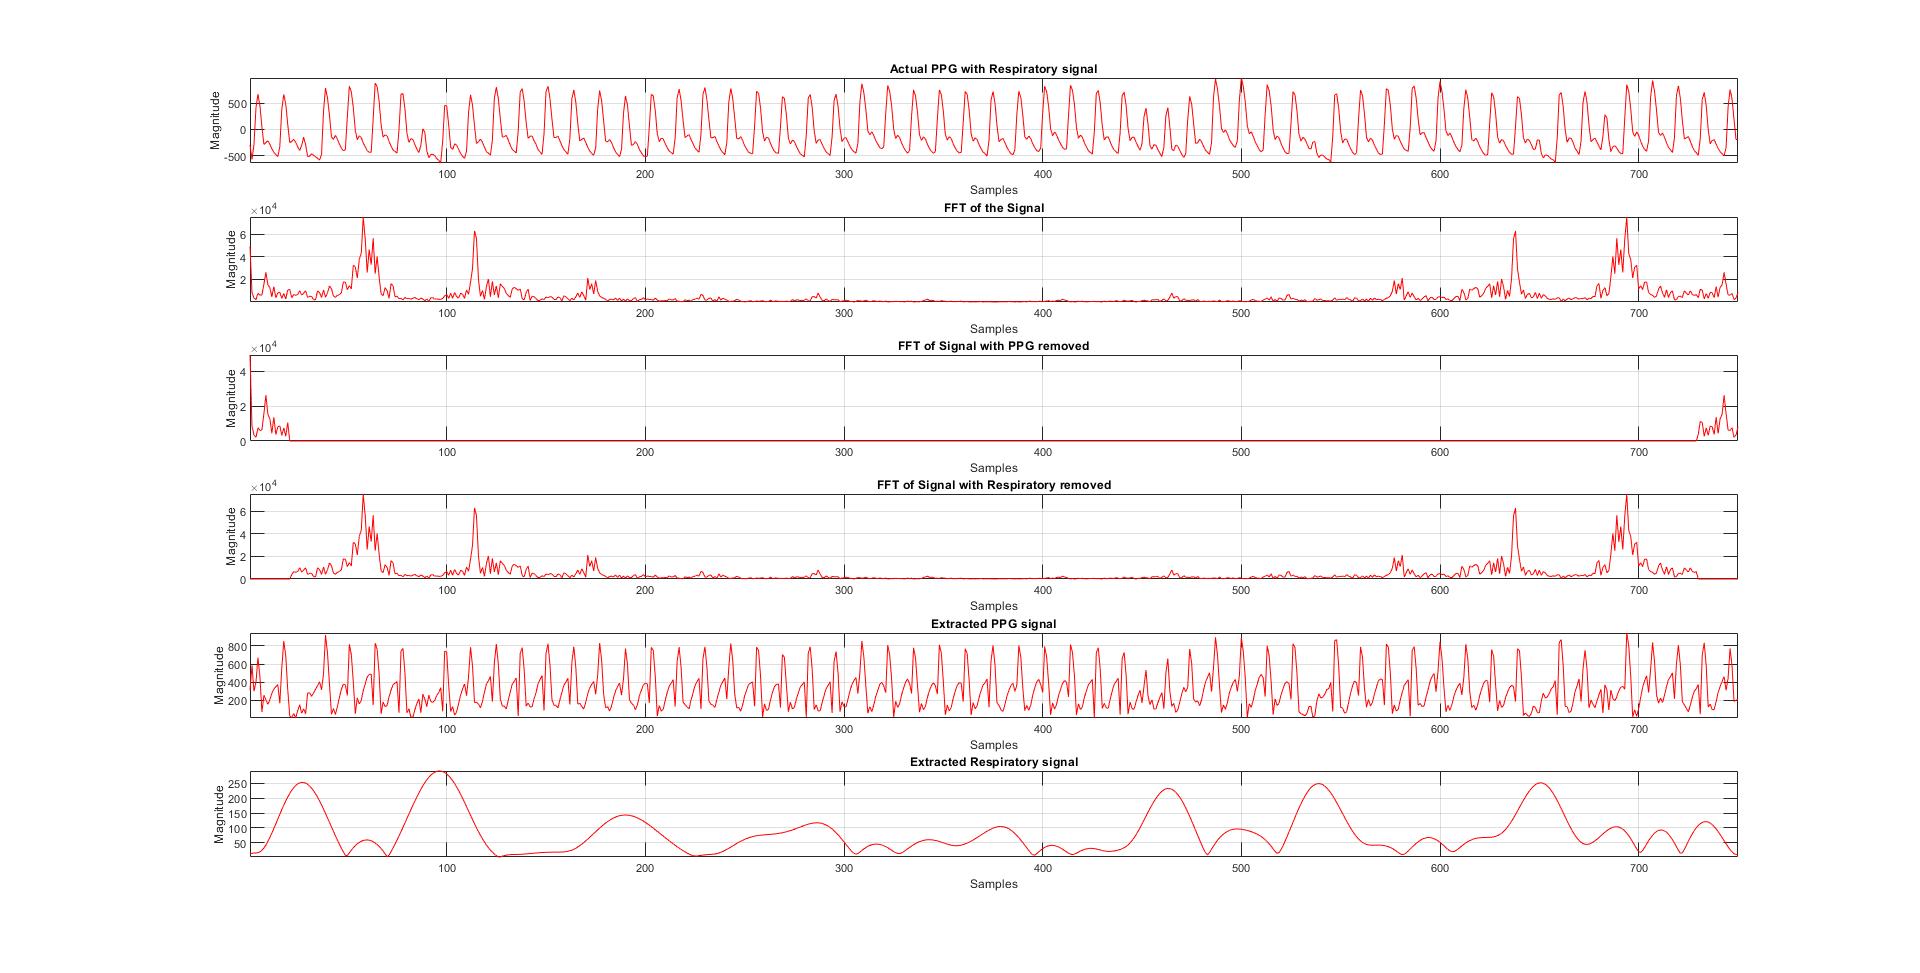 Actual PPG with Respiratory signal
Magnitude
500
0
-500
100 200 300 400 500 600 700
Samples
×10^4
FFT of the Signal
Magnitude
6
4
2
100 200 300 400 500 600 700
Samples
×10^4
FFT of Signal with PPG removed
Magnitude
4
2
0
100 200 300 400 500 600 700
Samples
×10^4
FFT of Signal with Respiratory removed
Magnitude
6
4
2
0
100 200 300 400 500 600 700
Samples
Extracted PPG signal
Magnitude
800
600
400
200
100 200 300 400 500 600 700
Samples
Extracted Respiratory signal
Magnitude
250
200
150
100
50
100 200 300 400 500 600 700
Samples